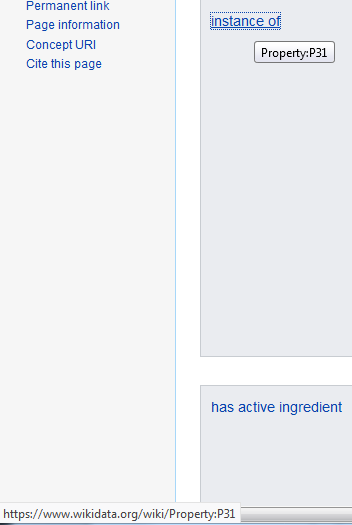 Permanent link
Page information
Concept URI
Cite this page
instance of
Property:P31
has active ingredient
https://www.wikidata.org/wiki/Property:P31